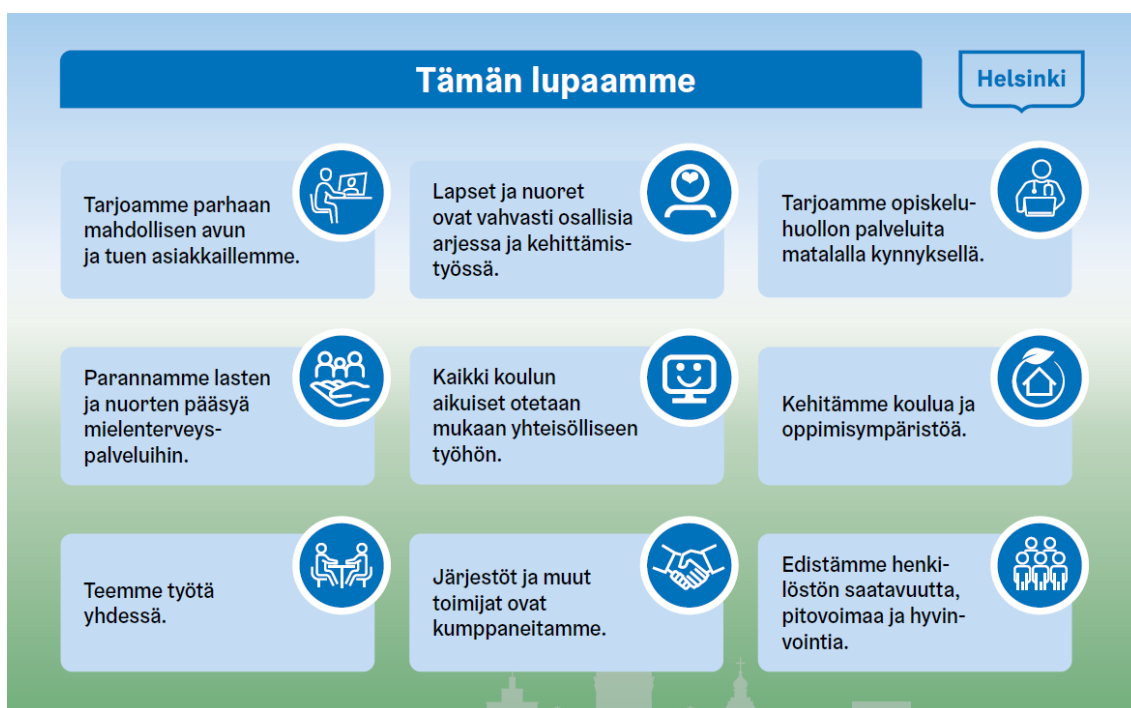 Tämän lupaamme
Helsinki
Tarjoamme parhaan
mahdollisen avun
ja tuen asiakkaillemme.
Lapset ja nuoret
ovat vahvasti osallisia
arjessa ja kehittämis-
työssä.
Tarjoamme opiskelu-
huollon palveluita
matalalla kynnyksellä.
Parannamme lasten
ja nuorten pääsyä
mielenterveys-
palveluihin.
Kaikki koulun
aikuiset otetaan
mukaan yhteisölliseen
työhön.
Kehitämme koulua ja
oppimisympäristöä.
Teemme työtä
yhdessä.
Järjestöt ja muut
toimijat ovat
kumppaneitamme.
Edistämme henki-
löstön saatavuutta,
pitovoimaa ja hyvin-
vointia.